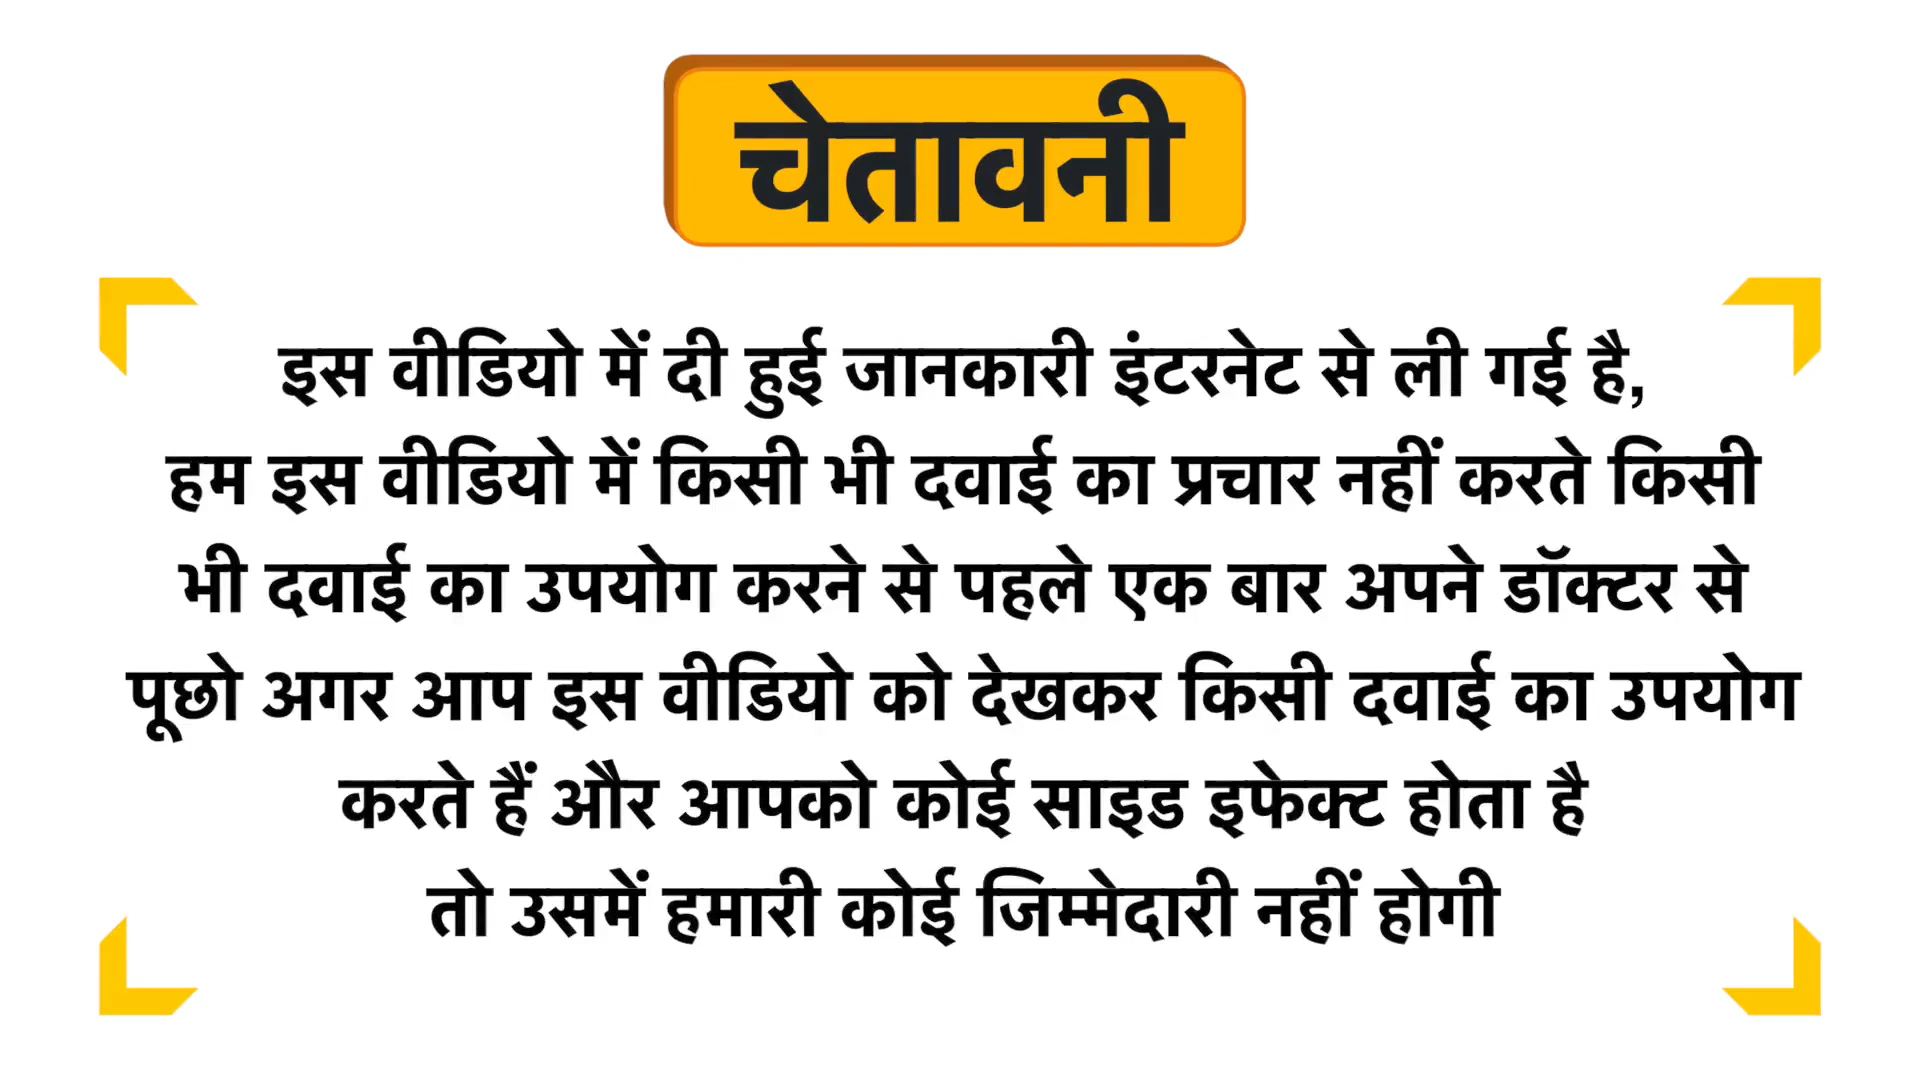 चेतावनी
इस वीडियो में दी हुई जानकारी इंटरनेट से ली गई है,
हम इस वीडियो में किसी भी दवाई का प्रचार नहीं करते किसी
भी दवाई का उपयोग करने से पहले एक बार अपने डॉक्टर से
पूछो अगर आप इस वीडियो को देखकर किसी दवाई का उपयोग
करते हैं और आपको कोई साइड इफेक्ट होता है
तो उसमें हमारी कोई जिम्मेदारी नहीं होगी